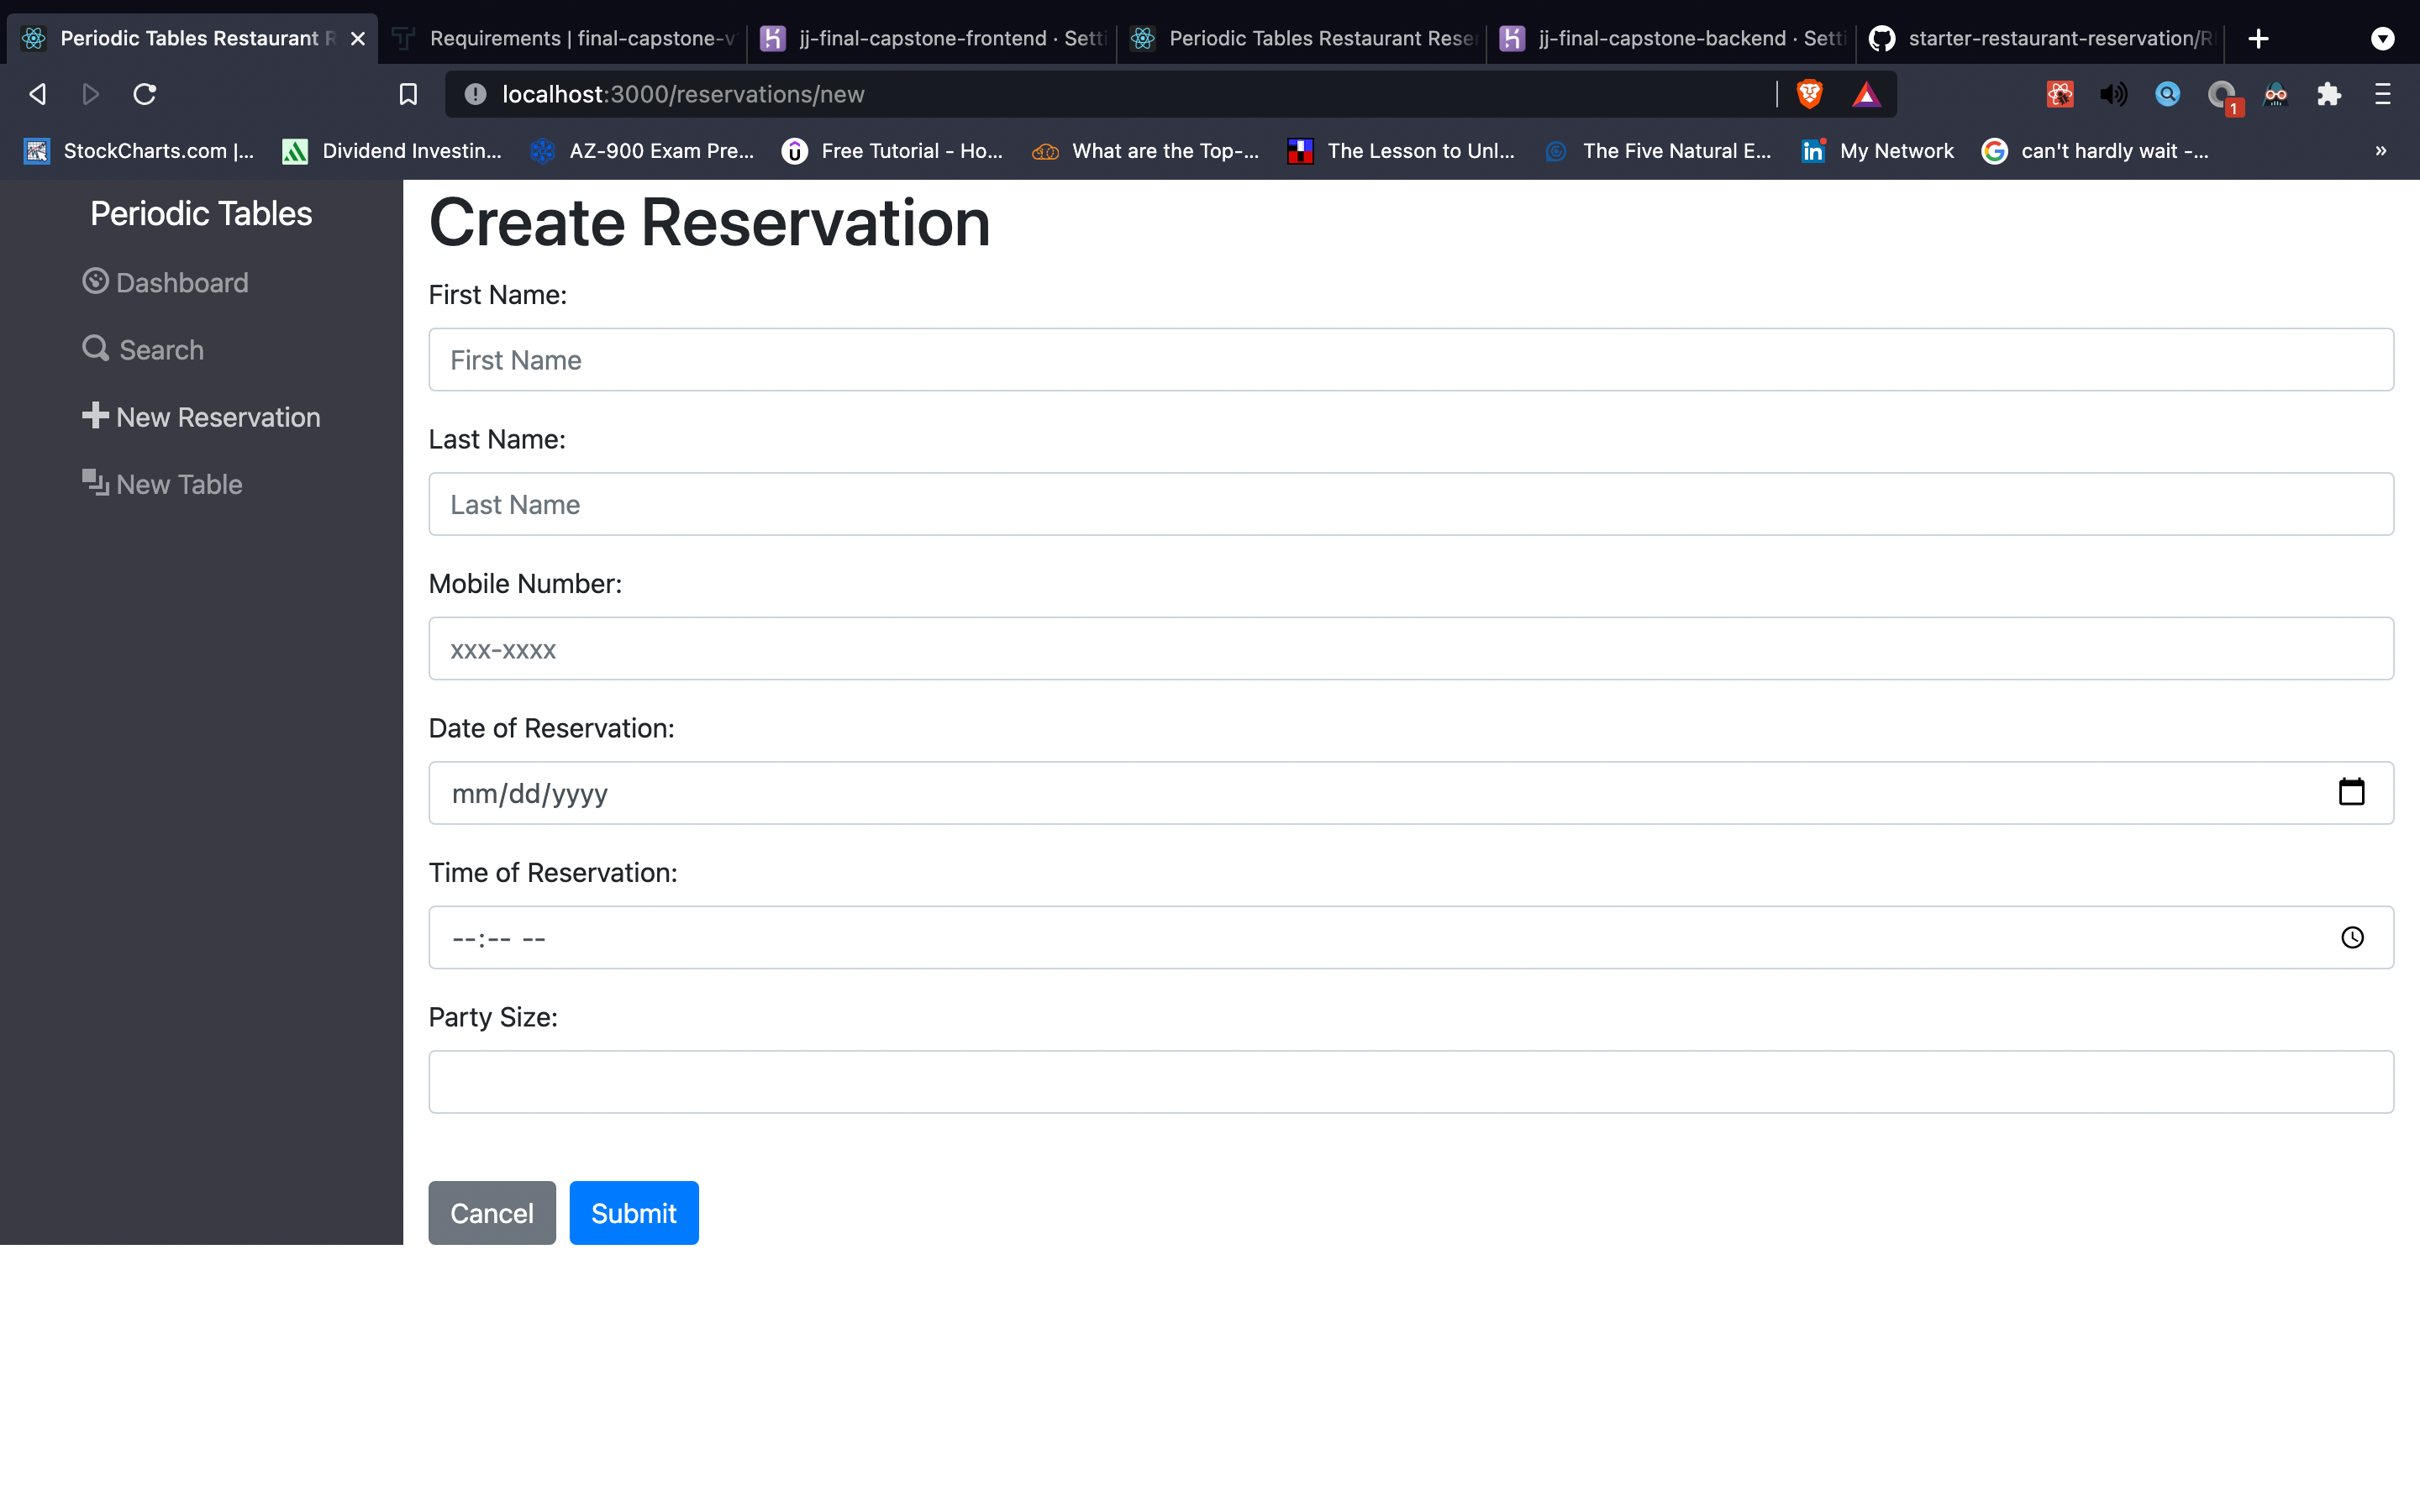 Periodic Tables Restaurant R
Requirements | final-capstone-v
jj-final-capstone-frontend · Setti
Periodic Tables Restaurant Rese
jj-final-capstone-backend · Setti
starter-restaurant-reservation/R
localhost:3000/reservations/new
1
StockCharts.com |...
Dividend Investin...
AZ-900 Exam Pre...
Free Tutorial - Ho...
What are the Top-...
The Lesson to Unl...
The Five Natural E...
My Network
can't hardly wait -...
»
Periodic Tables
Dashboard
Search
New Reservation
New Table
Create Reservation
First Name:
First Name
Last Name:
Last Name
Mobile Number:
xxx-xxxx
Date of Reservation:
mm/dd/yyyy
Time of Reservation:
--:-- --
Party Size:
Cancel
Submit